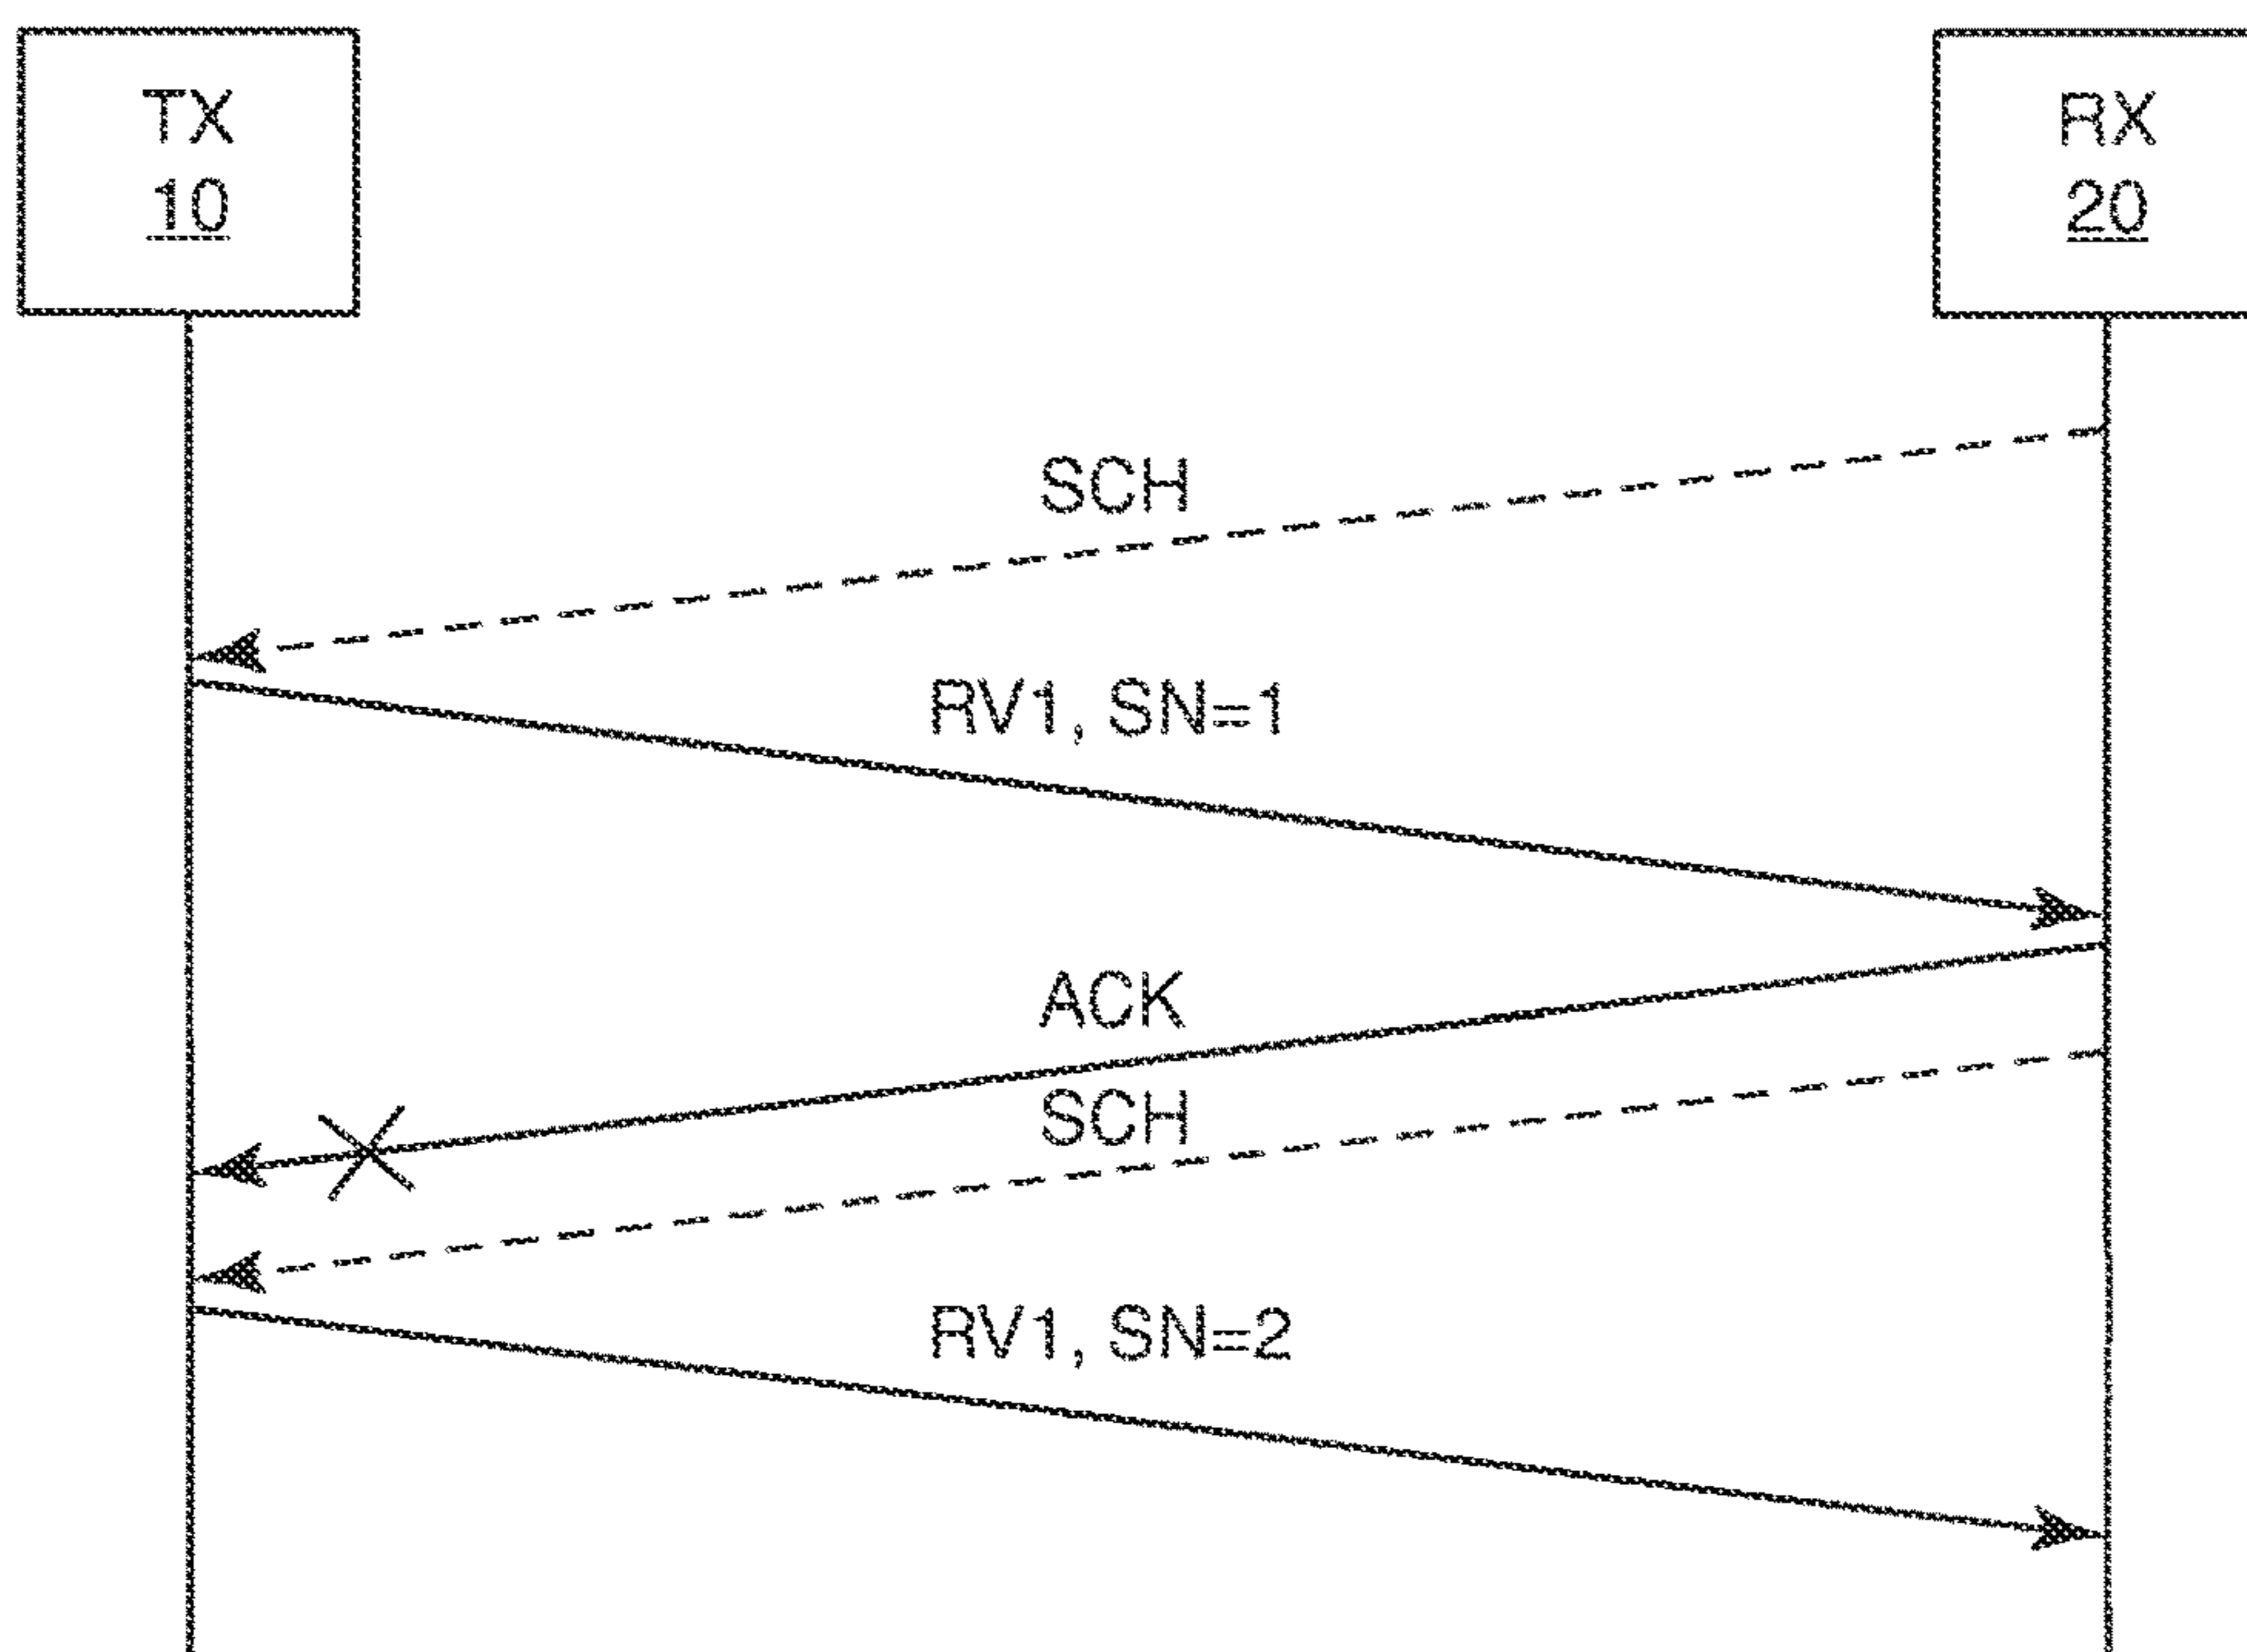 TX
10
RX
20
SCH
RV1, SN=1
ACK
SCH
RV1, SN=2